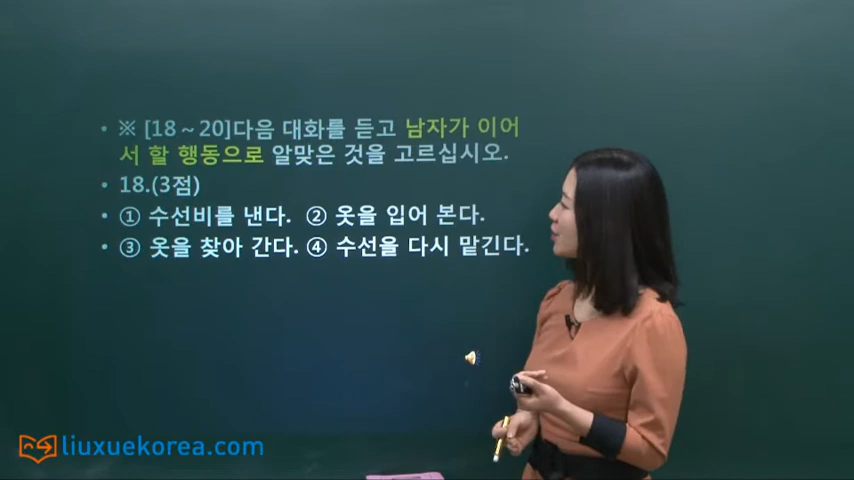 • ※ [18~20]다음 대화를 듣고 남자가 이어
서 할 행동으로 알맞은 것을 고르십시오.
• 18.(3점)
• ① 수선비를 낸다. ② 옷을 입어 본다.
• ③ 옷을 찾아 간다. ④ 수선을 다시 맡긴다.
liuxuekorea.com